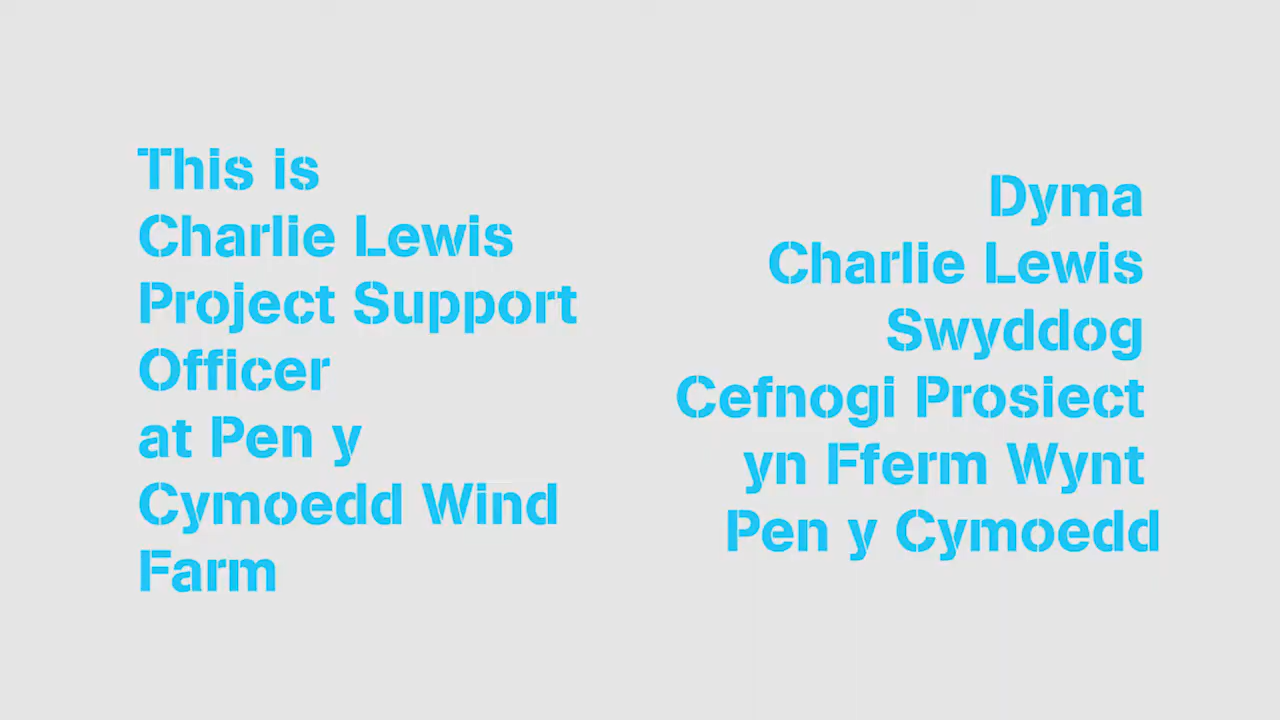 This is
Charlie Lewis
Project Support
Officer
at Pen y
Cymoedd Wind
Farm
Dyma
Charlie Lewis
Swyddog
Cefnogi Prosiect
yn Fferm Wynt
Pen y Cymoedd